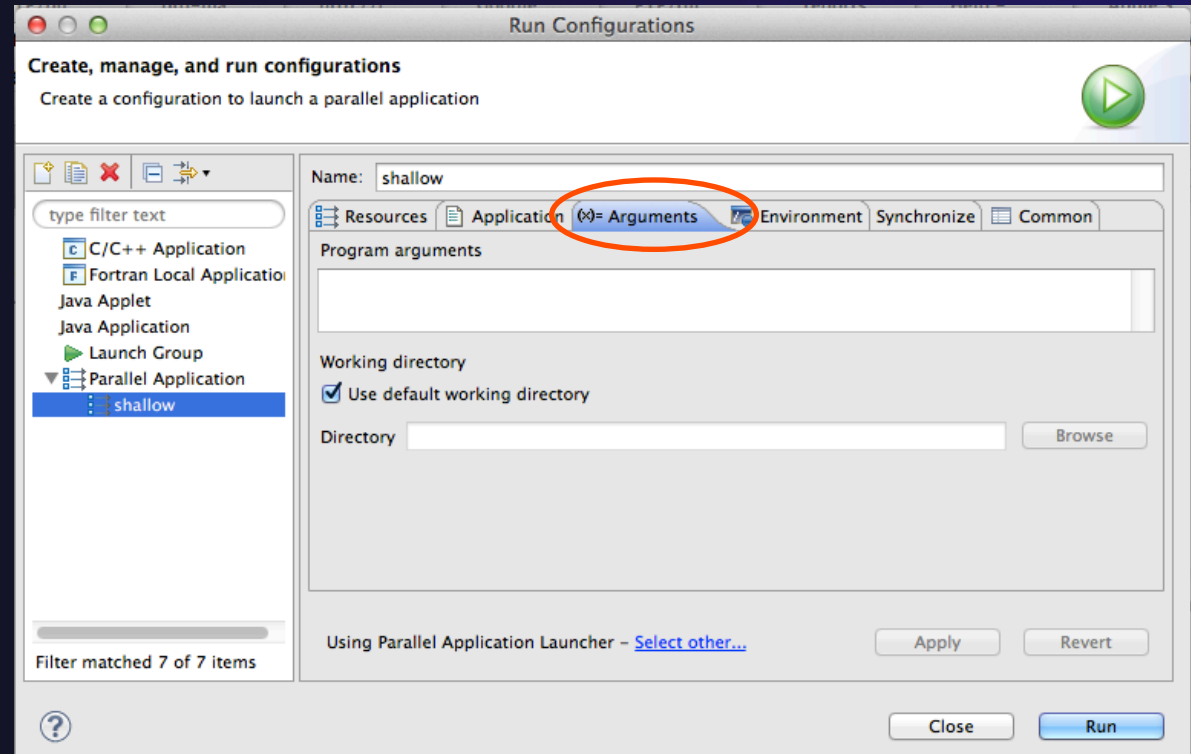 Run Configurations
Create, manage, and run configurations
Create a configuration to launch a parallel application
type filter text
C/C++ Application
Fortran Local Applicatio
Java Applet
Java Application
Launch Group
Parallel Application
shallow
Filter matched 7 of 7 items
Name: shallow
Resources Application (x)= Arguments Environment Synchronize Common
Program arguments
Working directory
Use default working directory
Directory Browse
Using Parallel Application Launcher – Select other...
Apply Revert
? Close Run